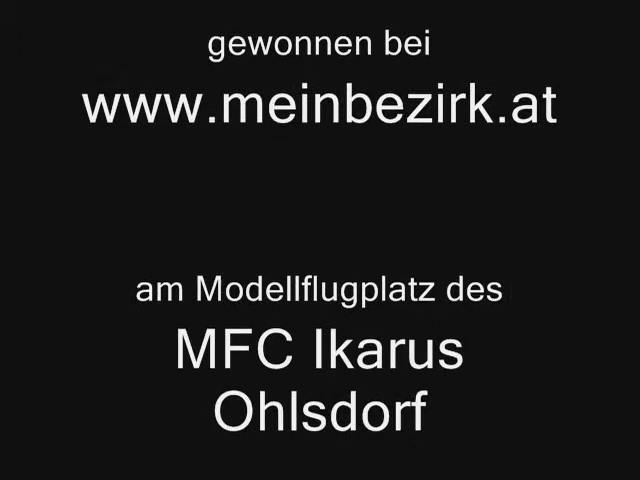 gewonnen bei
www.meinbezirk.at
am Modellflugplatz des
MFC Ikarus
Ohlsdorf